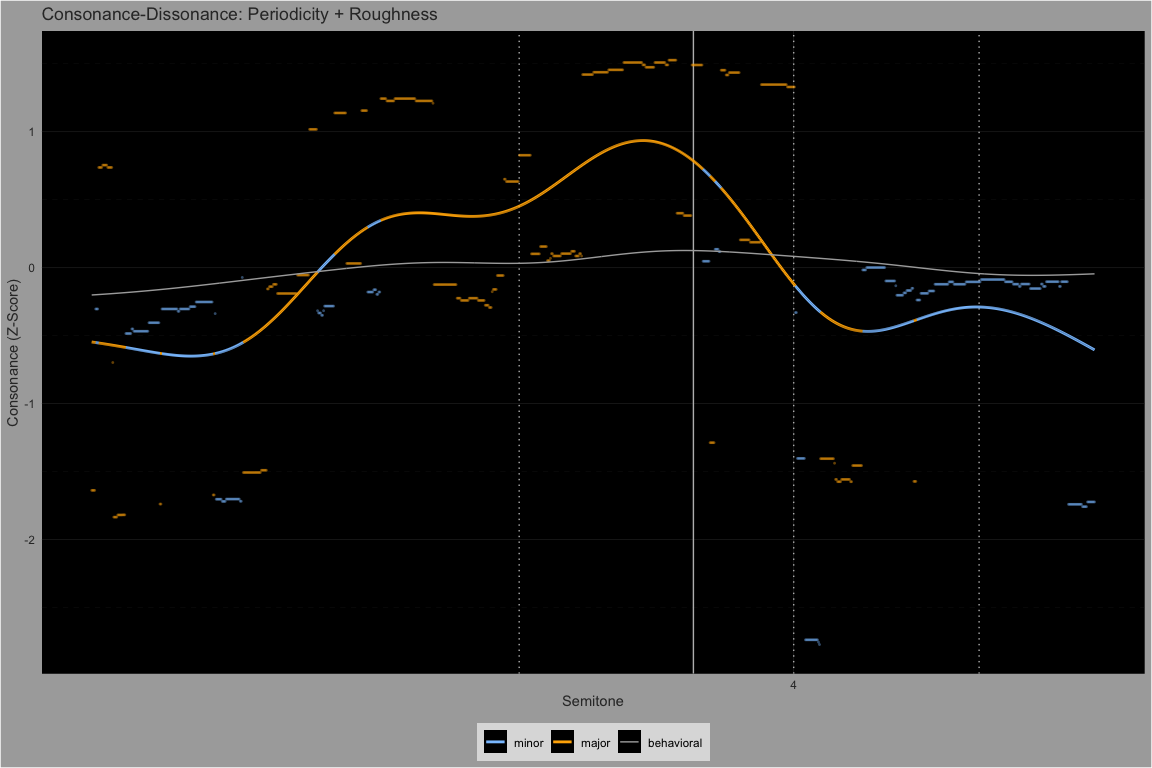 Consonance-Dissonance: Periodicity + Roughness
Consonance (Z-Score)
1
0
-1
-2
4
Semitone
minor
major
behavioral